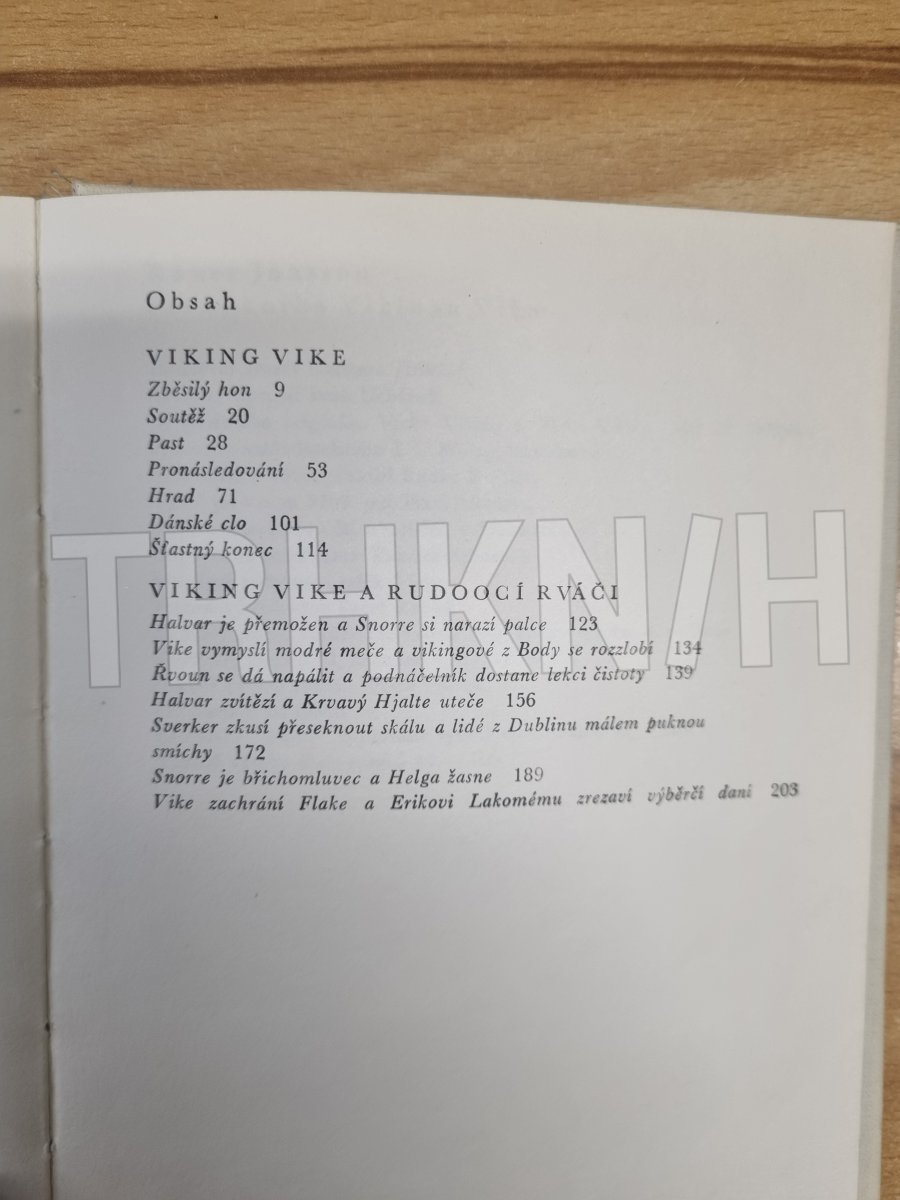 Obsah
VIKING VIKE
Zběsilý hon 9
Soutěž 20
Past 28
Pronásledování 53
Hrad 71
Dánské clo 101
Šťastný konec 114
VIKING VIKE A RUDOOCÍ RVÁČI
Halvar je přemožen a Snorre si narazí palce 123
Vike vymyslí modré meče a vikingové z Body se rozzlobí 134
Řvoun se dá napálit a podnáčelník dostane lekci čistoty 139
Halvar zvítězí a Krvavý Hjalte uteče 156
Sverker zkusí přeseknout skálu a lidé z Dublinu málem puknou
smíchy 172
Snorre je břichomluvec a Helga žasne 189
Vike zachrání Flake a Erikovi Lakomému zrezaví výběrčí daní 203
TRHKN/H